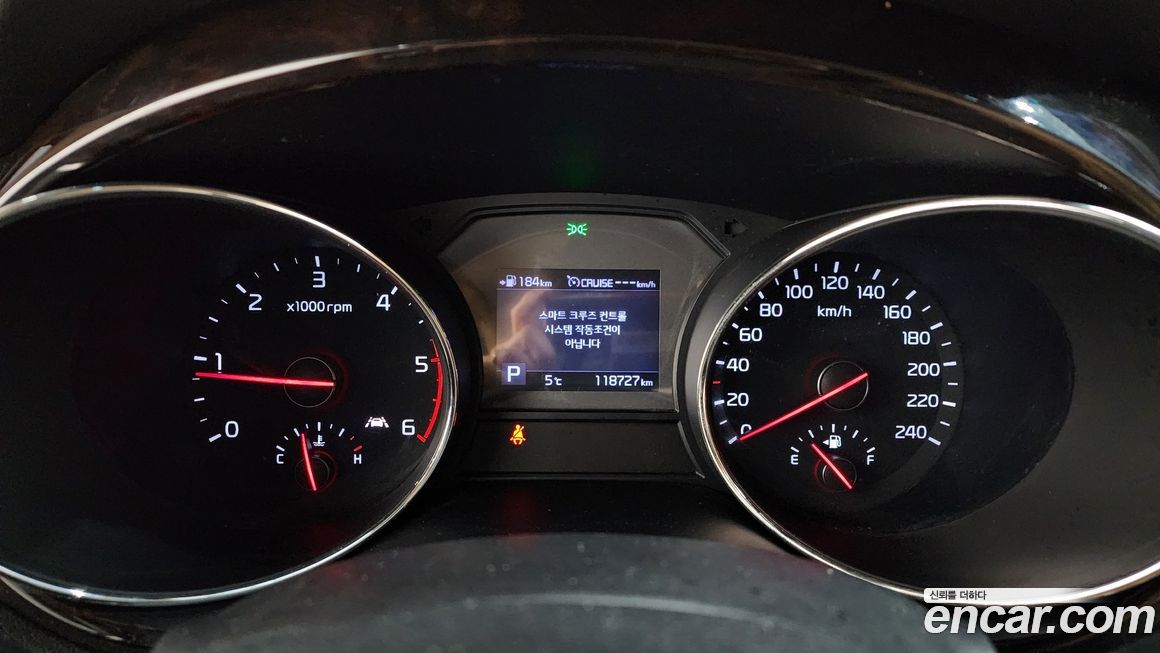 184km CRUISE ---km/h
스마트 크루즈 컨트롤
시스템 작동조건이
아닙니다
P 5℃ 118727km
0 1 2 3 4 5 6
x1000rpm
C H
0 20 40 60 80 100 120 140 160 180 200 220 240
km/h
E F
신뢰를 더하다
encar.com